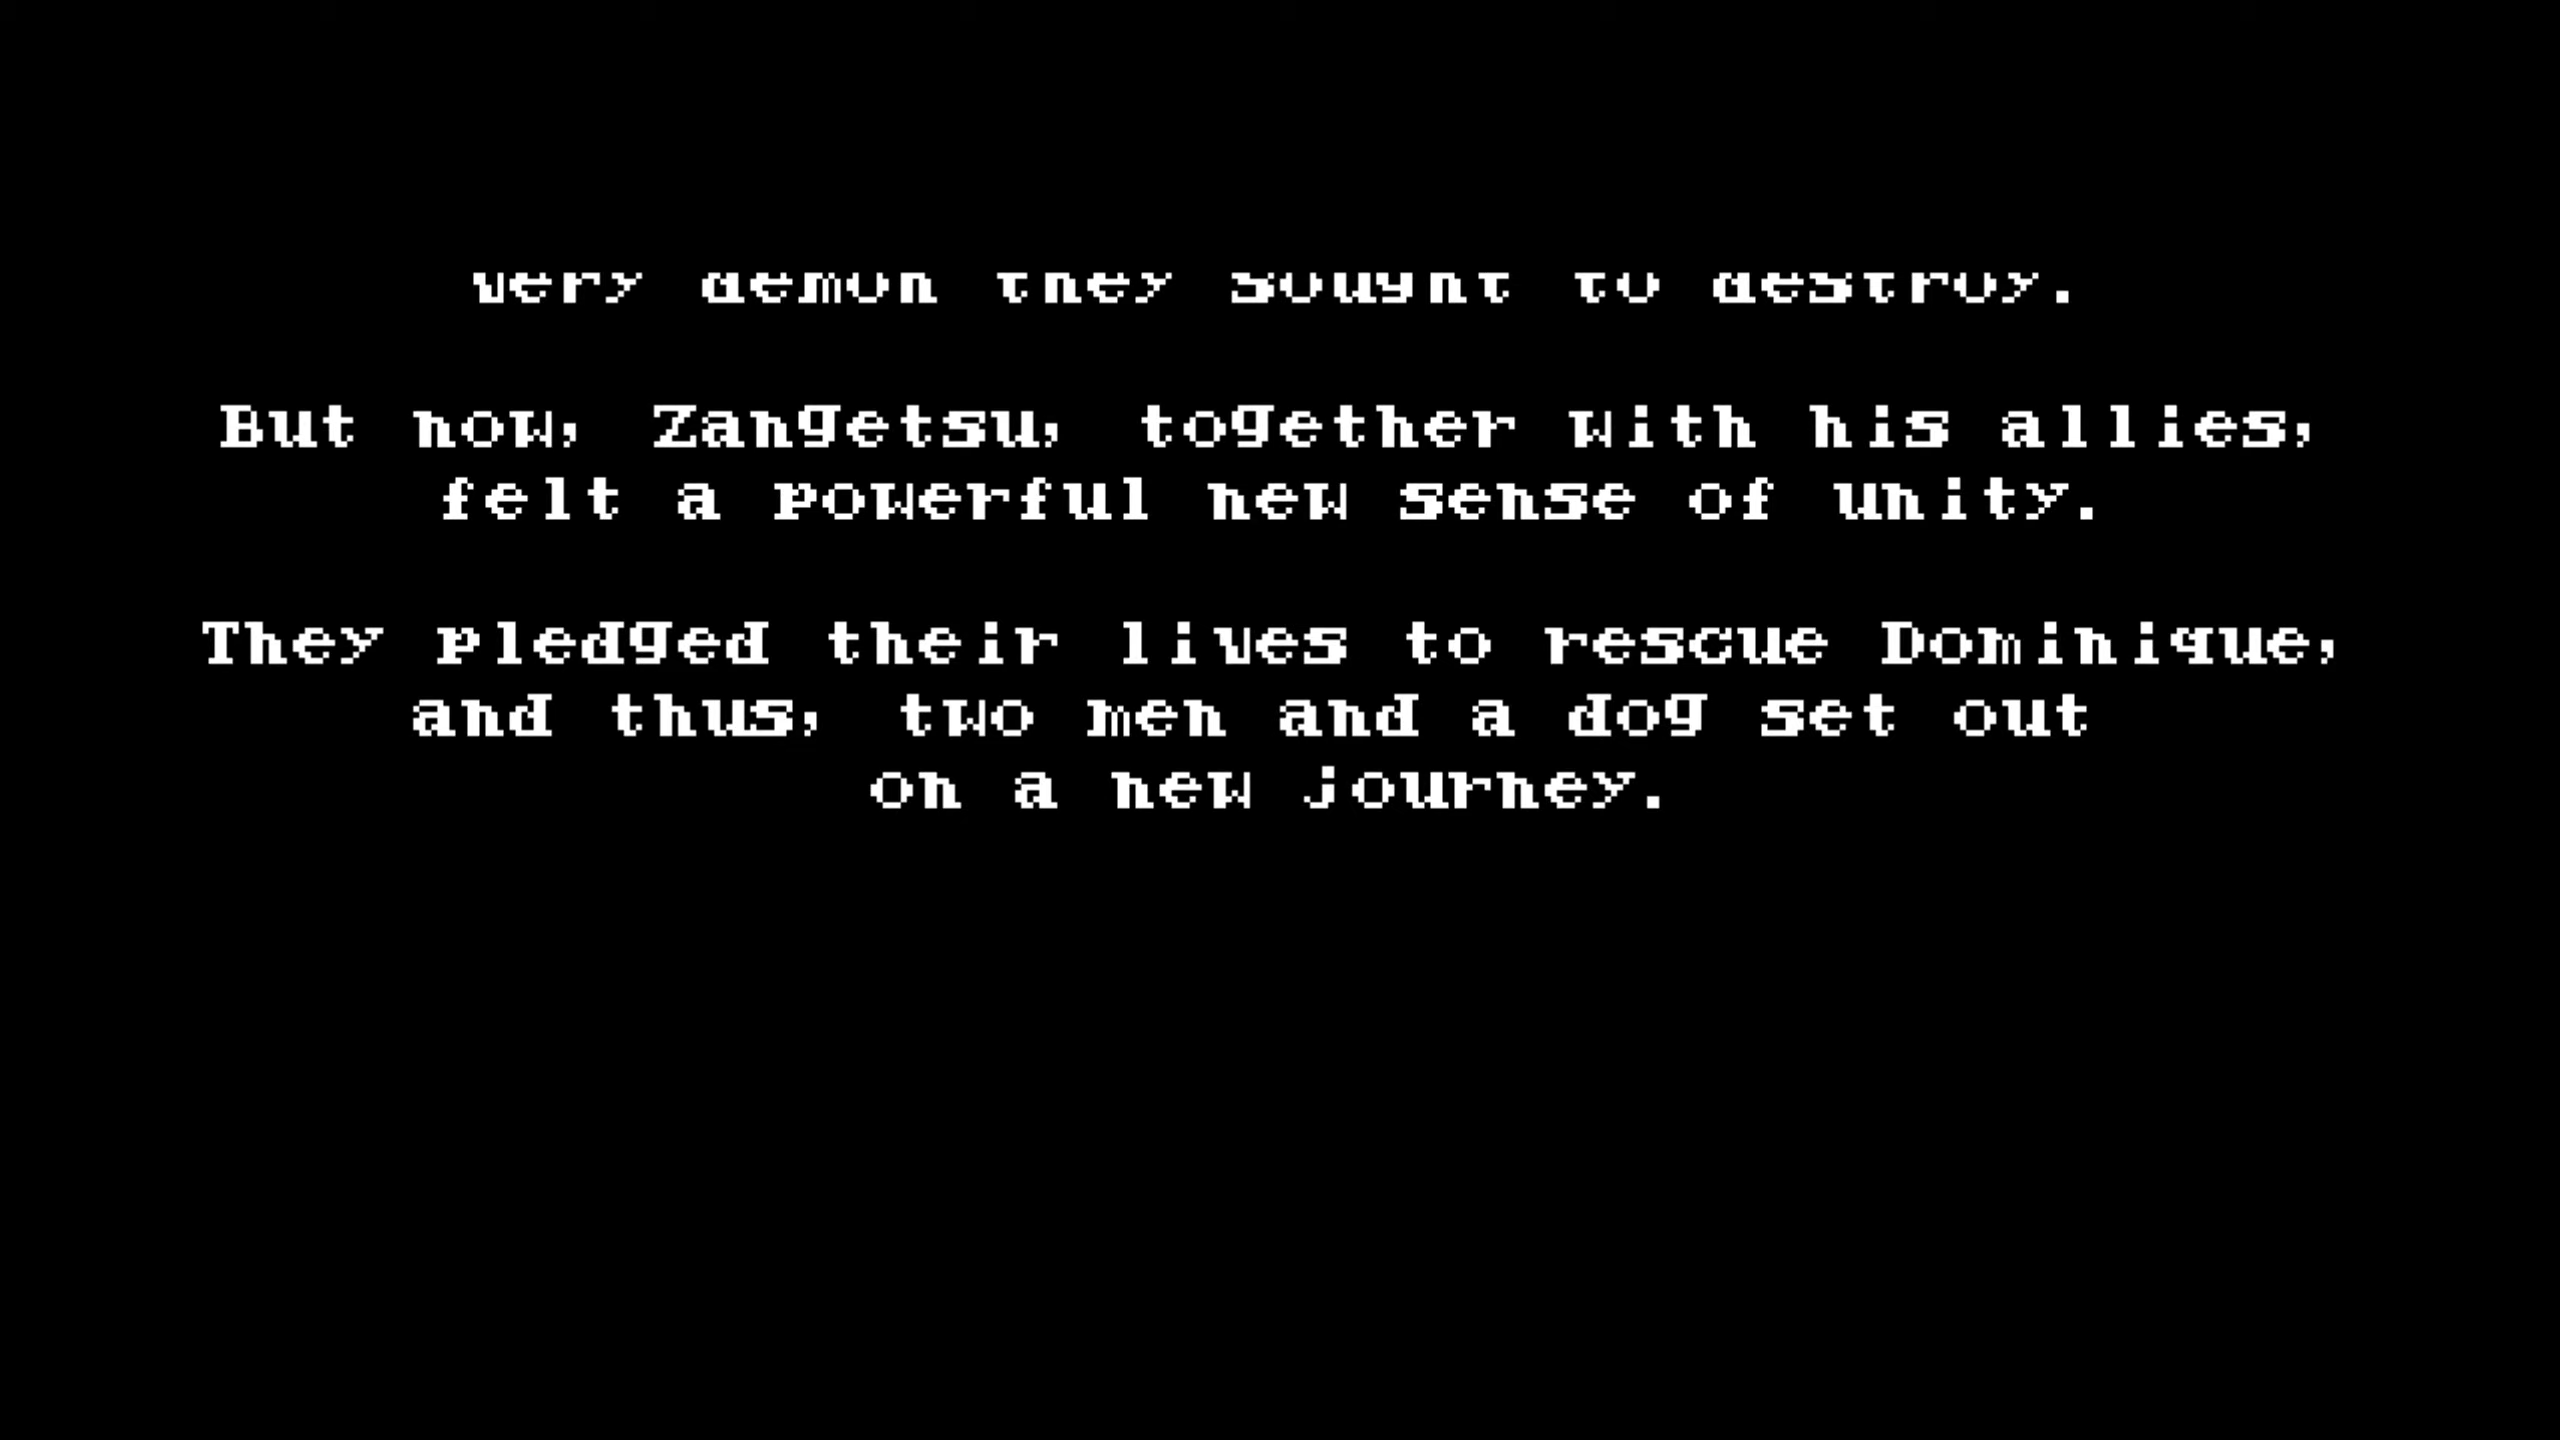 very demon they sought to destroy.
But now, Zangetsu, together with his allies,
felt a powerful new sense of unity.
They pledged their lives to rescue Dominique,
and thus, two men and a dog set out
on a new journey.